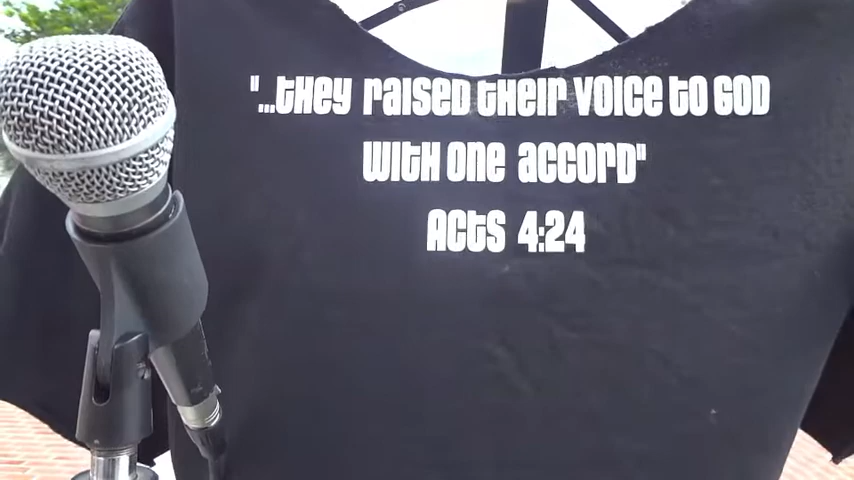 "...they raised their voice to God
with one accord"
Acts 4:24